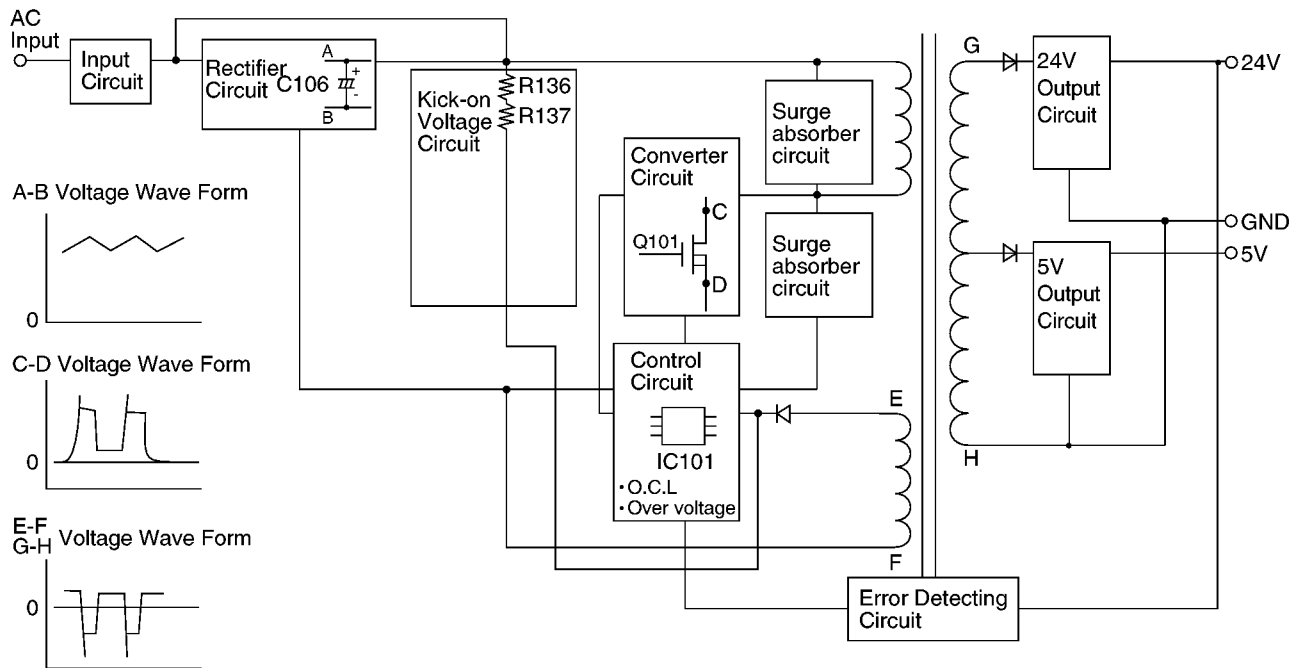 AC
Input
Input
Circuit
Rectifier
Circuit
C106
A
+
-
B
Kick-on
Voltage
Circuit
R136
R137
Converter
Circuit
C
Q101
D
Surge
absorber
circuit
Surge
absorber
circuit
Control
Circuit
IC101
• O.C.L
• Over voltage
E
F
G
H
24V
Output
Circuit
5V
Output
Circuit
24V
GND
5V
Error Detecting
Circuit
A-B Voltage Wave Form
0
C-D Voltage Wave Form
0
E-F
G-H Voltage Wave Form
0